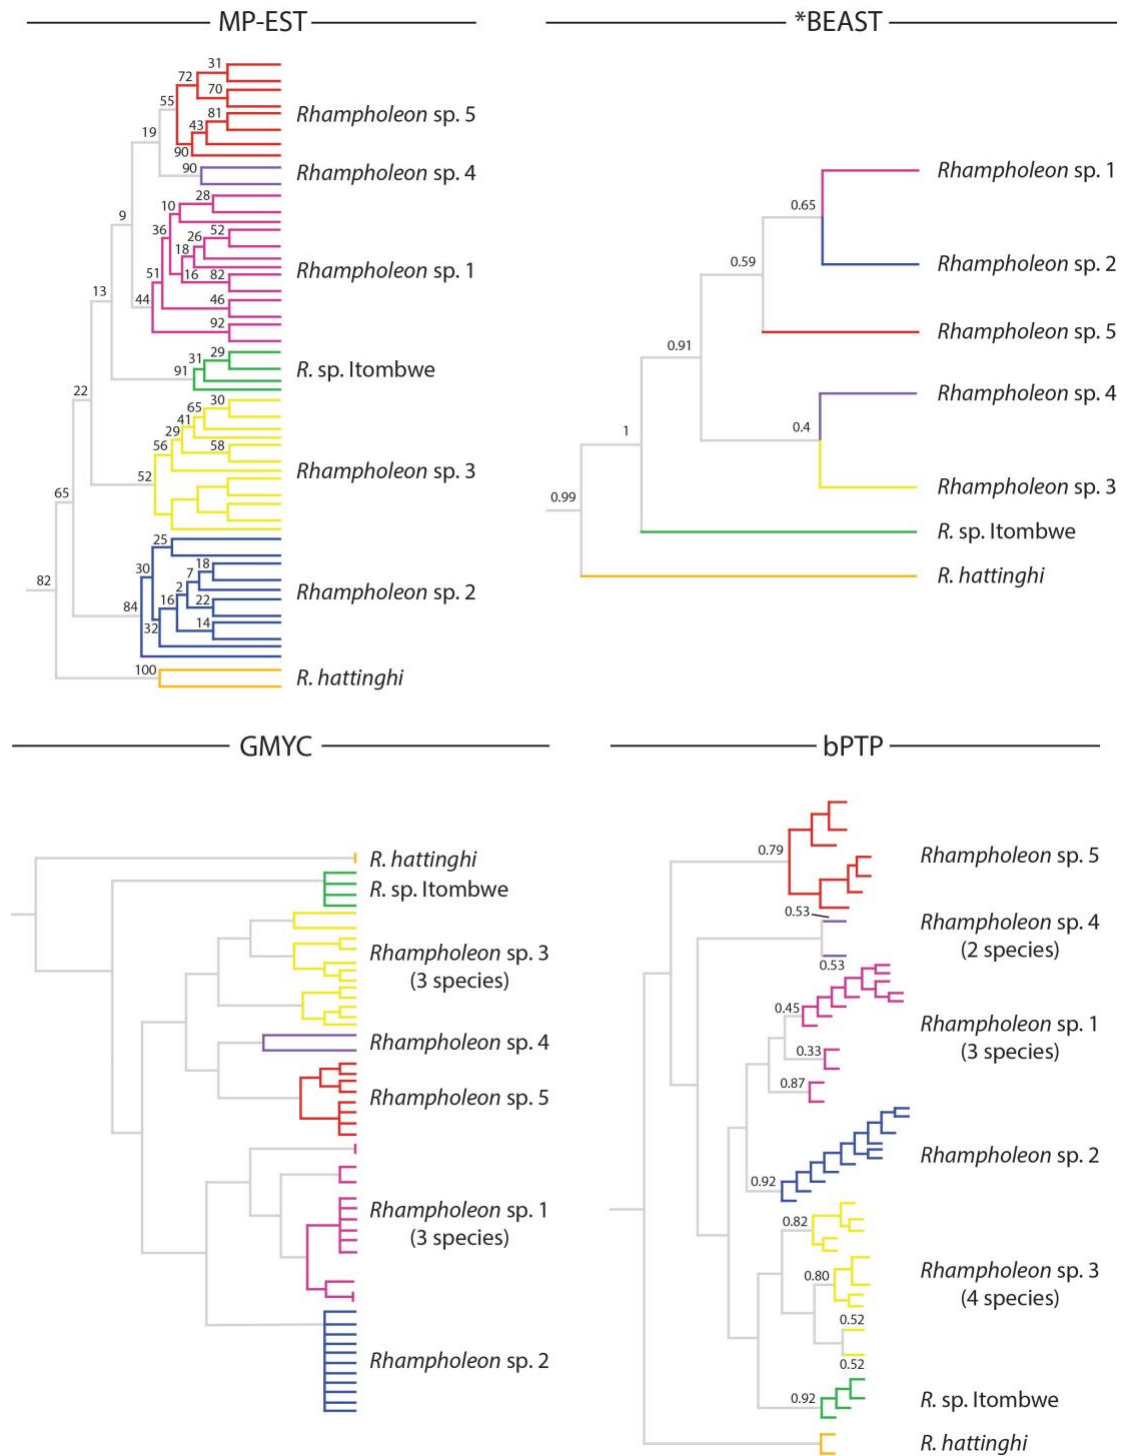 MP-EST
31
72
70
55
81
Rhampholeon sp. 5
43
19
90
90
Rhampholeon sp. 4
28
10
9
36
52
26
18
Rhampholeon sp. 1
51
16
82
13
44
46
92
29
31
R. sp. Itombwe
91
22
30
65
41
29
56
58
Rhampholeon sp. 3
52
65
25
18
30
7
82
2
Rhampholeon sp. 2
16
22
84
32
14
100
R. hattinghi
*BEAST
Rhampholeon sp. 1
0.65
Rhampholeon sp. 2
0.59
Rhampholeon sp. 5
0.91
Rhampholeon sp. 4
1
0.4
Rhampholeon sp. 3
0.99
R. sp. Itombwe
R. hattinghi
GMYC
R. hattinghi
R. sp. Itombwe
Rhampholeon sp. 3
(3 species)
Rhampholeon sp. 4
Rhampholeon sp. 5
Rhampholeon sp. 1
(3 species)
Rhampholeon sp. 2
bPTP
0.79
Rhampholeon sp. 5
0.53
Rhampholeon sp. 4
(2 species)
0.53
0.45
Rhampholeon sp. 1
(3 species)
0.33
0.87
Rhampholeon sp. 2
0.92
0.82
Rhampholeon sp. 3
(4 species)
0.80
0.52
0.52
0.92
R. sp. Itombwe
R. hattinghi